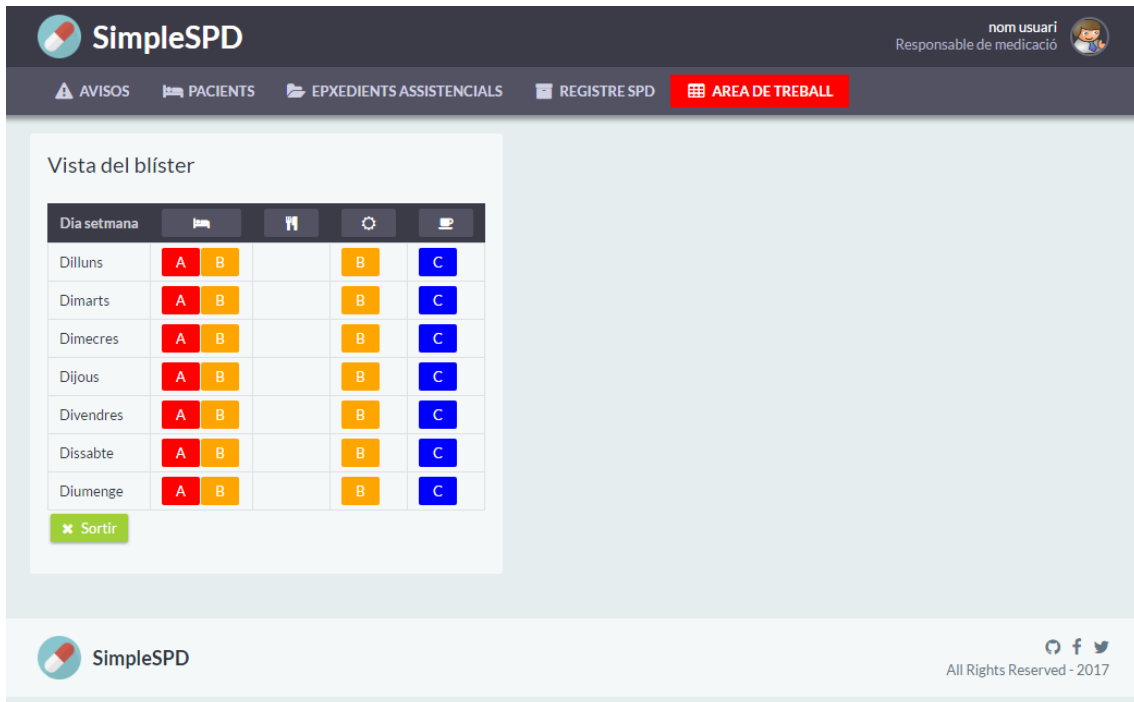 SimpleSPD
nom usuari
Responsable de medicació
AVISOS PACIENTS EPXEDIENTS ASSISTENCIALS REGISTRE SPD AREA DE TREBALL
Vista del blíster
Dia setmana
Dilluns A B B C
Dimarts A B B C
Dimecres A B B C
Dijous A B B C
Divendres A B B C
Dissabte A B B C
Diumenge A B B C
Sortir
SimpleSPD
All Rights Reserved - 2017